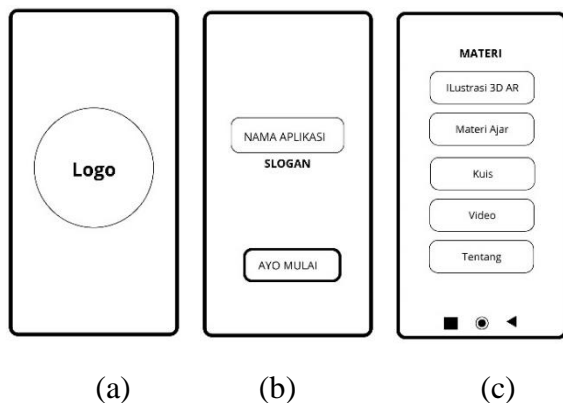 Logo
NAMA APLIKASI
SLOGAN
AYO MULAI
MATERI
ILustrasi 3D AR
Materi Ajar
Kuis
Video
Tentang
(a)
(b)
(c)